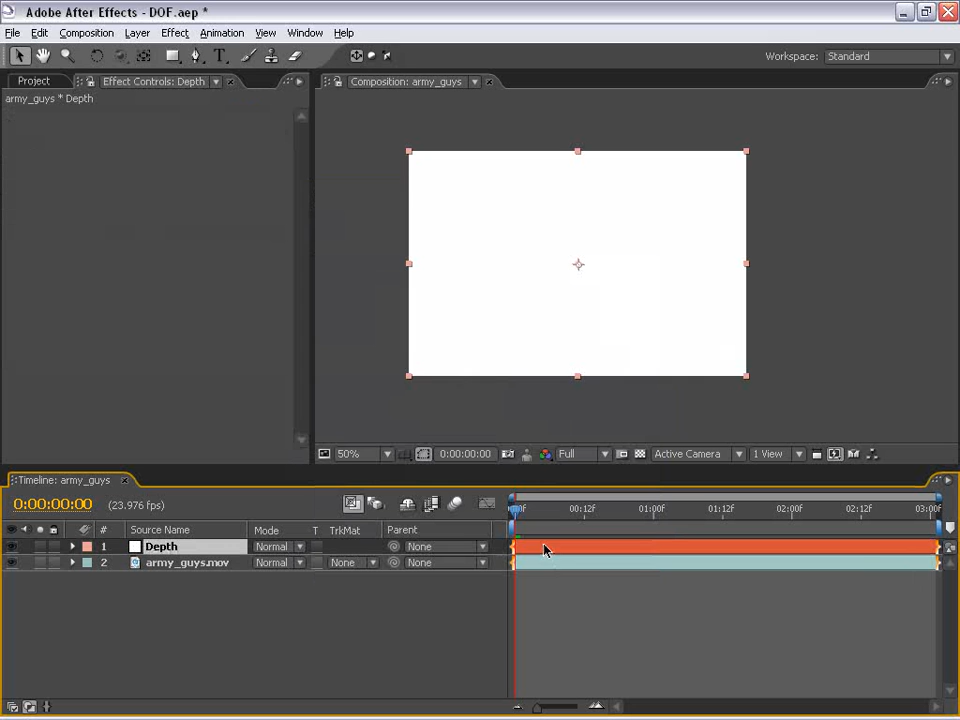 Adobe After Effects - DOF.aep *
File Edit Composition Layer Effect Animation View Window Help
Workspace: Standard
Project Effect Controls: Depth Composition: army_guys
army_guys * Depth
50% 0:00:00:00 Full Active Camera 1 View
Timeline: army_guys
0:00:00:00 (23.976 fps)
00:12F 01:00F 01:12F 02:00F 02:12F 03:00F
# Source Name Mode T TrkMat Parent
1 Depth Normal None
2 army_guys.mov Normal None None